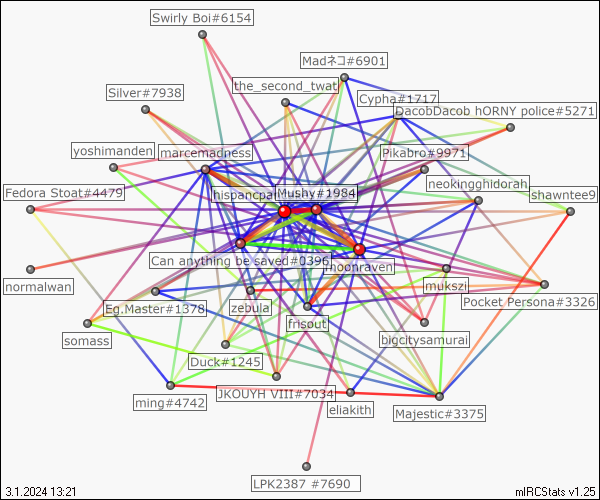 Swirly Boi#6154
Madネコ#6901
Silver#7938
the_second_twat
Cypha#1717
DacobDacob hORNY police#5271
yoshimanden
marcemadness
Pikabro#9971
neokingghidorah
Fedora Stoat#4479
hispancpa
Mushy#1984
shawntee9
Can anything be saved#0396
moonraven
normalwan
mukszi
Pocket Persona#3326
Eg.Master#1378
zebula
frisout
somass
bigcitysamurai
Duck#1245
JKOUYH VIII#7034
ming#4742
eliakith
Majestic#3375
LPK2387 #7690
3.1.2024 13:21
mIRCStats v1.25